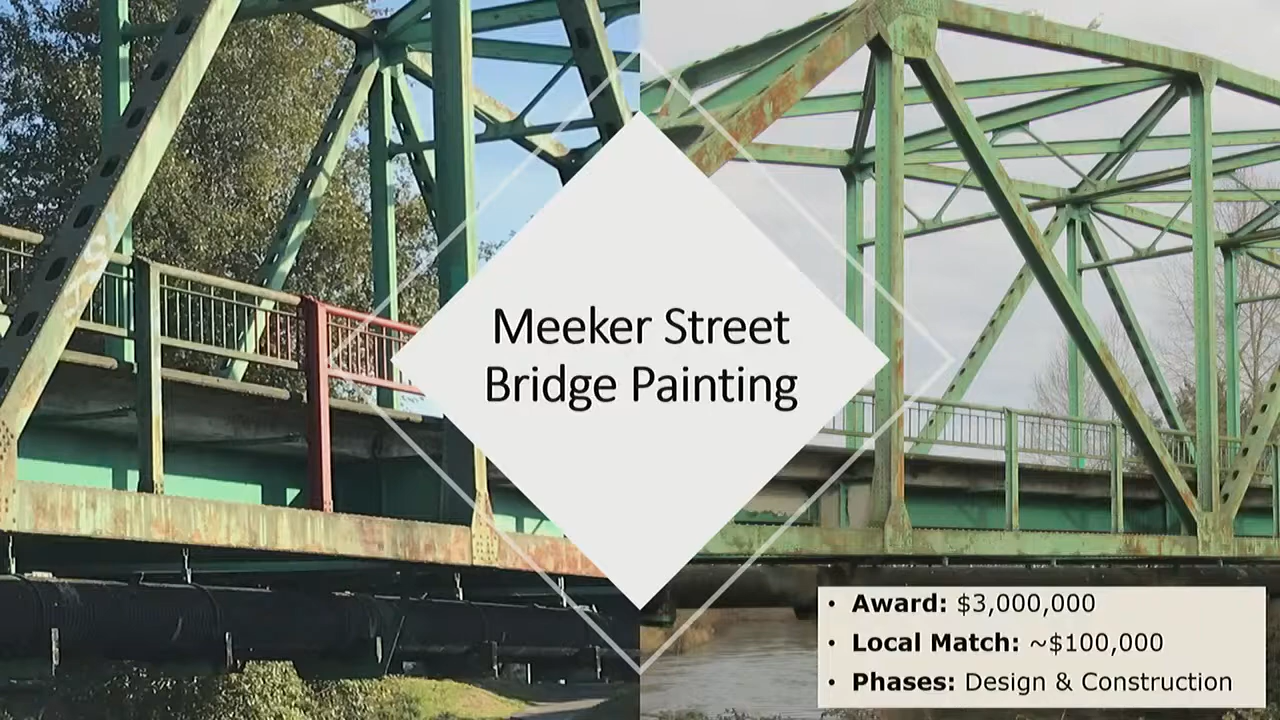 Meeker Street
Bridge Painting
• Award: $3,000,000
• Local Match: ~$100,000
• Phases: Design & Construction